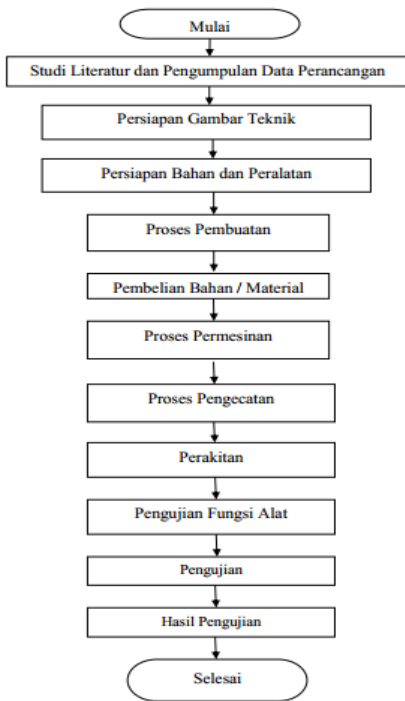 Mulai
Studi Literatur dan Pengumpulan Data Perancangan
Persiapan Gambar Teknik
Persiapan Bahan dan Peralatan
Proses Pembuatan
Pembelian Bahan / Material
Proses Permesinan
Proses Pengecatan
Perakitan
Pengujian Fungsi Alat
Pengujian
Hasil Pengujian
Selesai